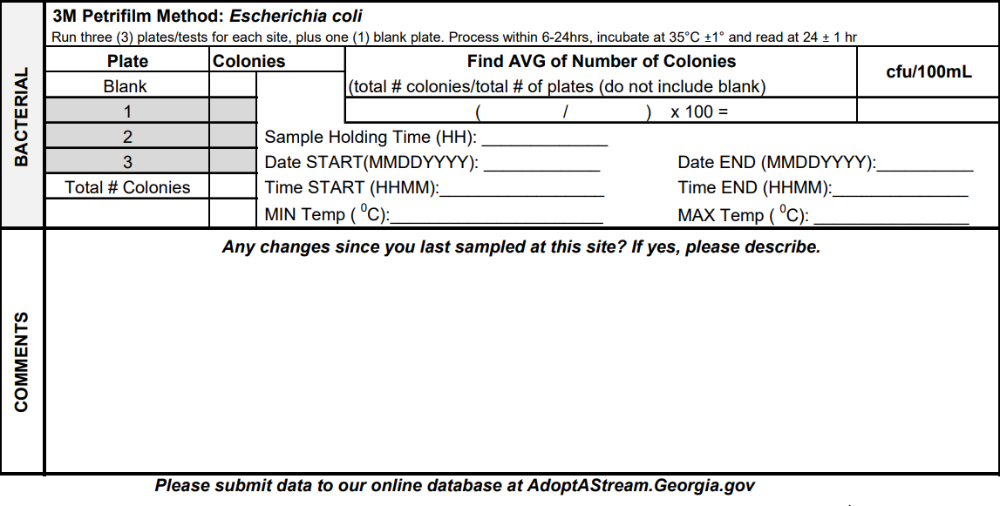 BACTERIAL
3M Petrifilm Method: Escherichia coli
Run three (3) plates/tests for each site, plus one (1) blank plate. Process within 6-24hrs, incubate at 35°C ±1° and read at 24 ± 1 hr
Plate Colonies Find AVG of Number of Colonies cfu/100mL
Blank (total # colonies/total # of plates (do not include blank)
1 ( / ) x 100 =
2 Sample Holding Time (HH): _____________
3 Date START(MMDDYYYY): ____________ Date END (MMDDYYYY):__________
Total # Colonies Time START (HHMM):_________________ Time END (HHMM):______________
MIN Temp ( 0C):______________________ MAX Temp ( 0C): ________________
COMMENTS
Any changes since you last sampled at this site? If yes, please describe.
Please submit data to our online database at AdoptAStream.Georgia.gov